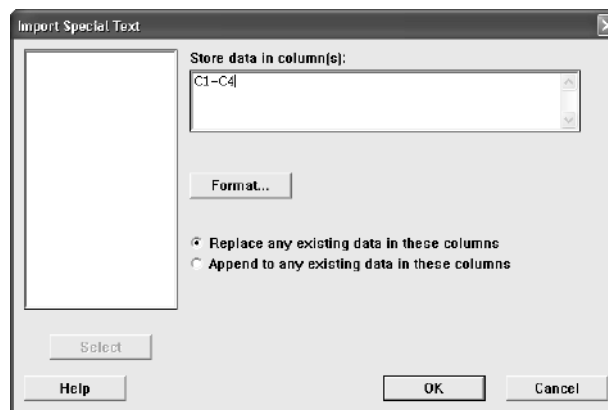 Import Special Text
Store data in column(s):
C1-C4
Format...
Replace any existing data in these columns
Append to any existing data in these columns
Select
Help
OK
Cancel